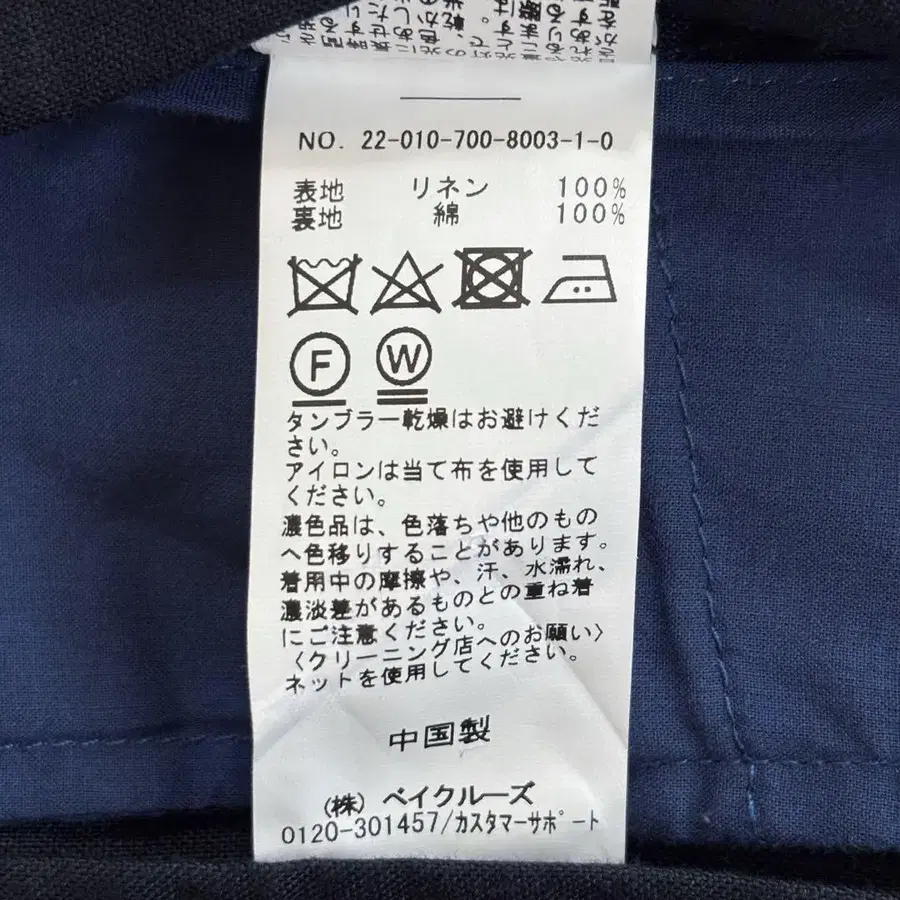 NO. 22-010-700-8003-1-0
表地 リネン 100%
裏地 綿 100%
F W
タンブラー乾燥はお避けくだ
さい。
アイロンは当て布を使用して
ください。
濃色品は、色落ちや他のもの
へ色移りすることがあります。
着用中の摩擦や、汗、水濡れ、
濃淡差があるものとの重ね着
にご注意ください。
〈クリーニング店へのお願い〉
ネットを使用してください。
中国製
(株) ベイクルーズ
0120-301457/カスタマーサポート